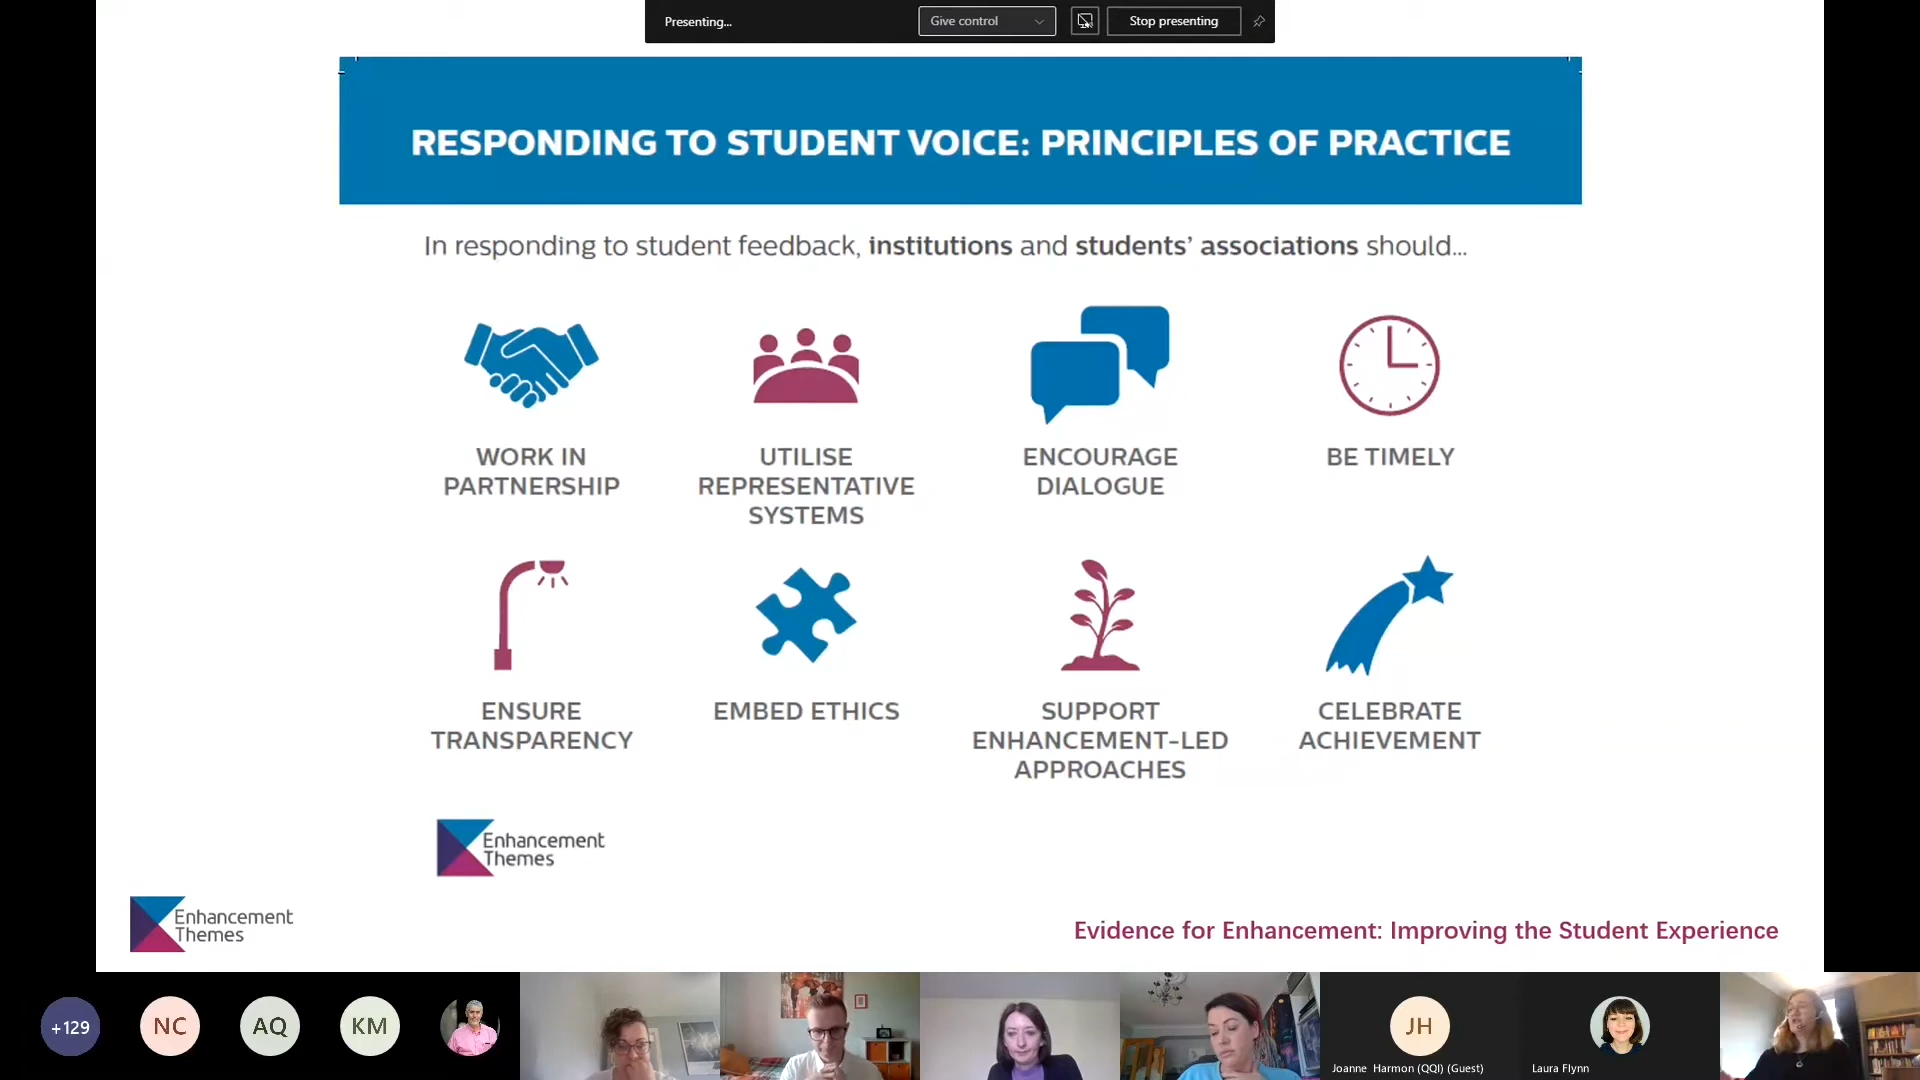 Presenting...
Give control
Stop presenting
RESPONDING TO STUDENT VOICE: PRINCIPLES OF PRACTICE
In responding to student feedback, institutions and students’ associations should...
WORK IN
PARTNERSHIP
UTILISE
REPRESENTATIVE
SYSTEMS
ENCOURAGE
DIALOGUE
BE TIMELY
ENSURE
TRANSPARENCY
EMBED ETHICS
SUPPORT
ENHANCEMENT-LED
APPROACHES
CELEBRATE
ACHIEVEMENT
Enhancement
Themes
Enhancement
Themes
Evidence for Enhancement: Improving the Student Experience
+129
NC
AQ
KM
JH
Joanne Harmon (QQI) (Guest)
Laura Flynn